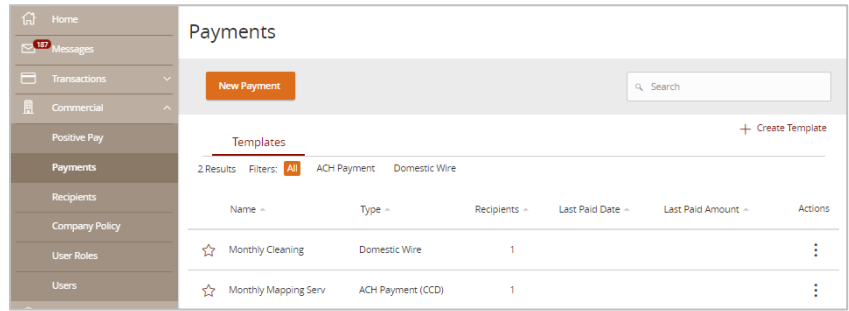 Home
187
Messages
Transactions
Commercial
Positive Pay
Payments
Recipients
Company Policy
User Roles
Users
Payments
New Payment
Search
Create Template
Templates
2 Results Filters: All ACH Payment Domestic Wire
Name Type Recipients Last Paid Date Last Paid Amount Actions
Monthly Cleaning Domestic Wire 1
Monthly Mapping Serv ACH Payment (CCD) 1